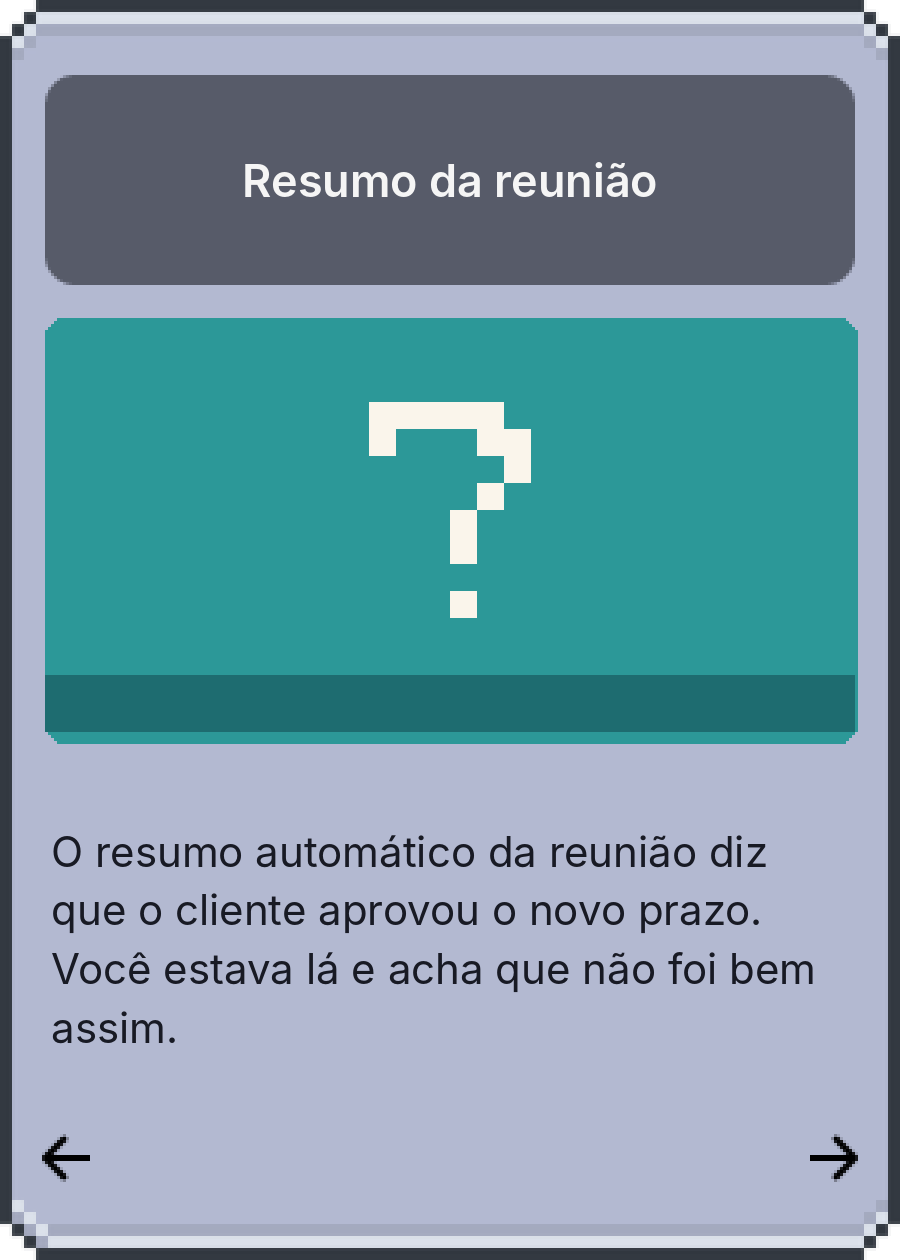 Resumo da reunião
?
O resumo automático da reunião diz
que o cliente aprovou o novo prazo.
Você estava lá e acha que não foi bem
assim.